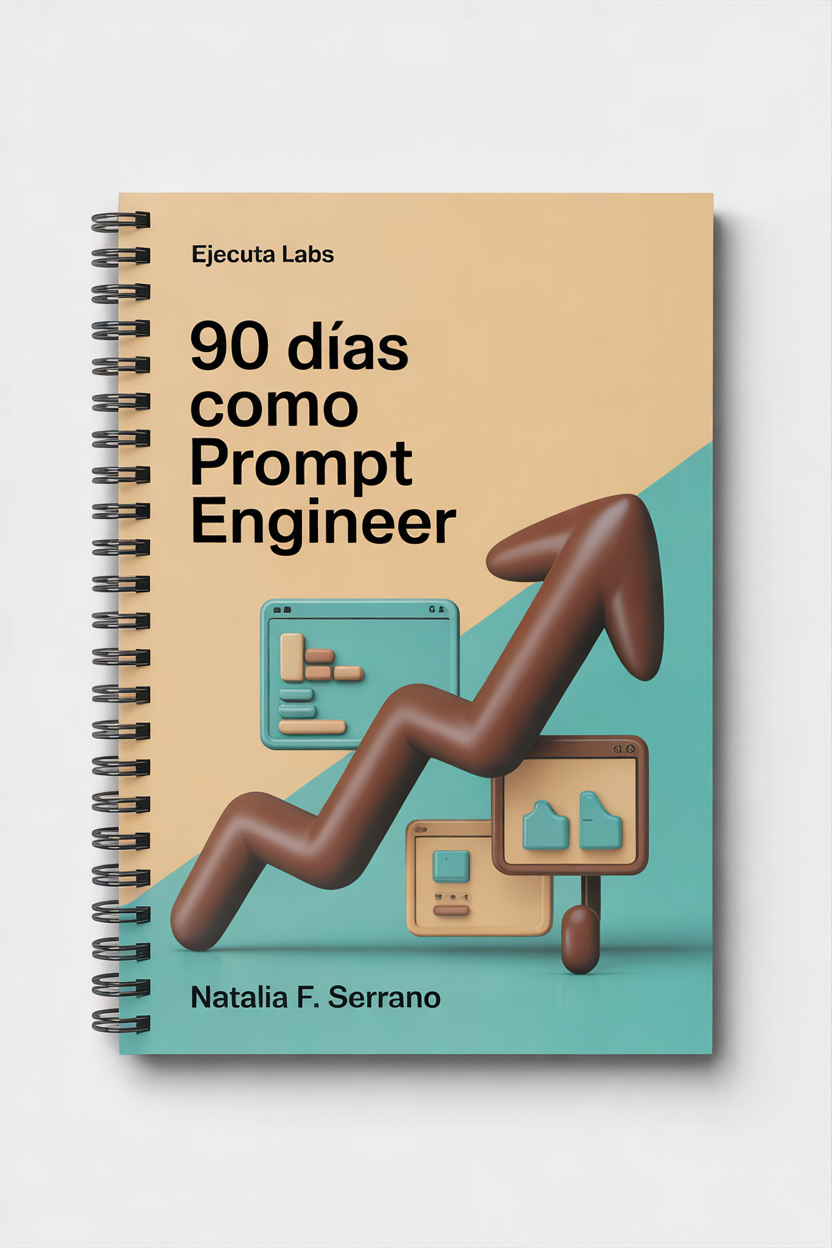 Ejecuta Labs
90 días
como
Prompt
Engineer
Natalia F. Serrano